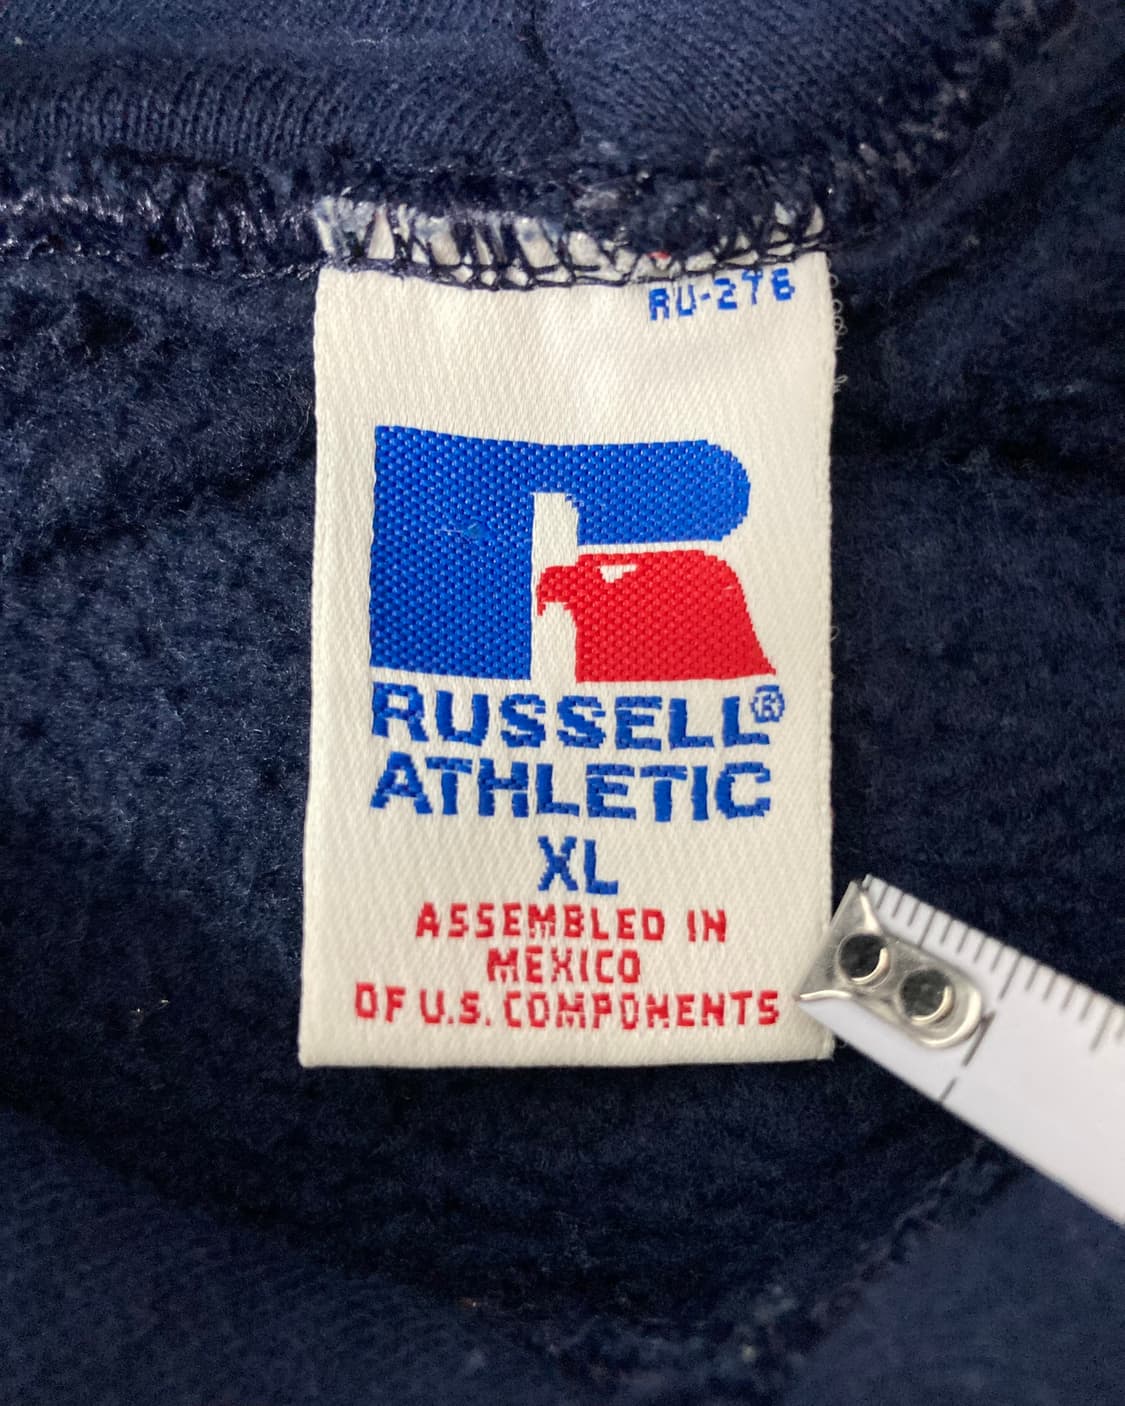 RU-276
RUSSELL®
ATHLETIC
XL
ASSEMBLED IN
MEXICO
OF U.S. COMPONENTS